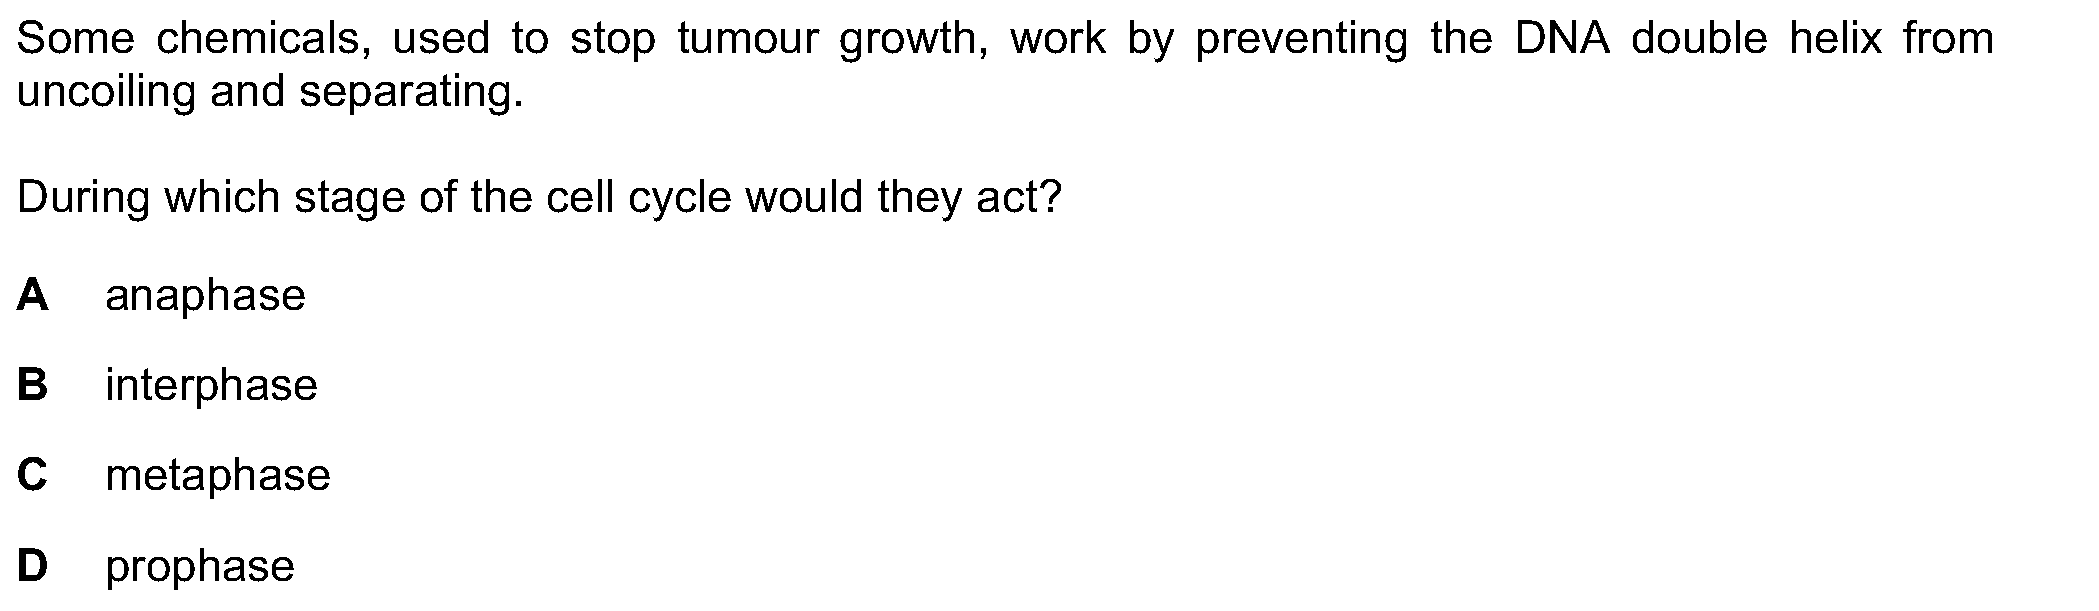 Some chemicals, used to stop tumour growth, work by preventing the DNA double helix from
uncoiling and separating.
During which stage of the cell cycle would they act?
A anaphase
B interphase
C metaphase
D prophase